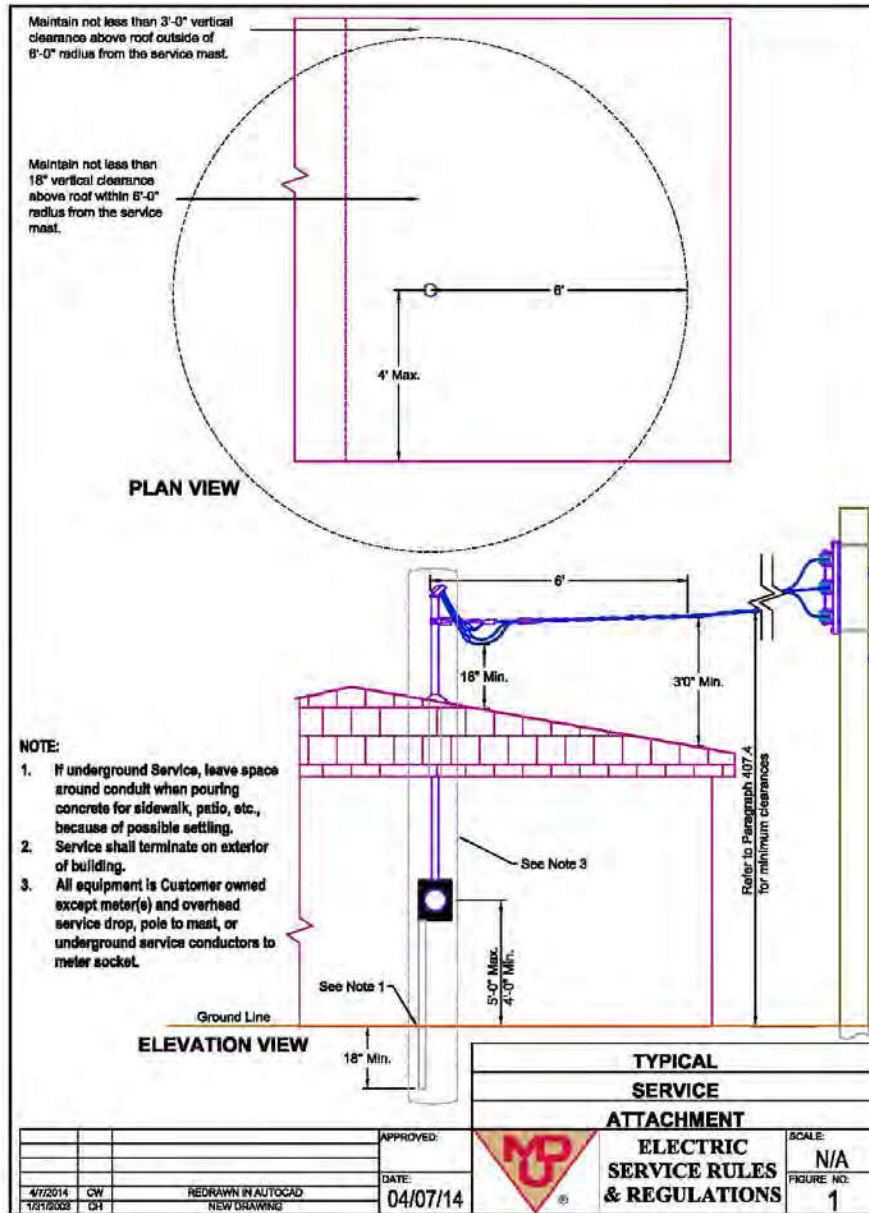 Maintain not less than 3'-0" vertical
clearance above roof outside of
6'-0" radius from the service mast.
Maintain not less than
18" vertical clearance
above roof within 6'-0"
radius from the service
mast.
6'
4' Max.
PLAN VIEW
6'
18" Min.
3'0" Min.
NOTE:
1. If underground Service, leave space
around conduit when pouring
concrete for sidewalk, patio, etc.,
because of possible settling.
2. Service shall terminate on exterior
of building.
3. All equipment is Customer owned
except meter(s) and overhead
service drop, pole to mast, or
underground service conductors to
meter socket.
See Note 3
Refer to Paragraph 407.4
for minimum clearances
5'-0" Max.
4'-0" Min.
See Note 1
Ground Line
ELEVATION VIEW
18" Min.
TYPICAL
SERVICE
ATTACHMENT
4/7/2014 CW REDRAWN IN AUTOCAD
1/31/2003 CH NEW DRAWING
APPROVED:
DATE:
04/07/14
MDU
®
ELECTRIC
SERVICE RULES
& REGULATIONS
SCALE:
N/A
FIGURE NO:
1